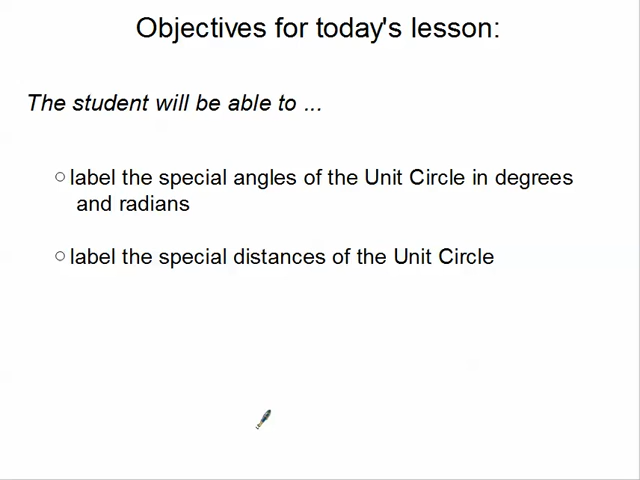 Objectives for today's lesson:
The student will be able to ...
○ label the special angles of the Unit Circle in degrees
and radians
○ label the special distances of the Unit Circle